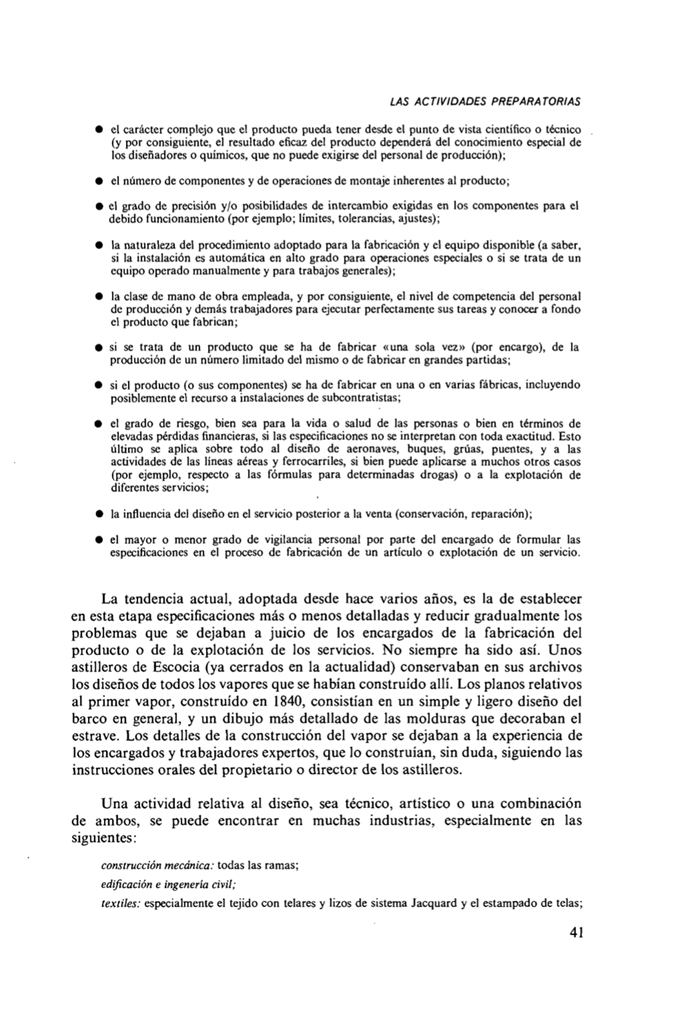 LAS ACTIVIDADES PREPARATORIAS
● el carácter complejo que el producto pueda tener desde el punto de vista científico o técnico
(y por consiguiente, el resultado eficaz del producto dependerá del conocimiento especial de
los diseñadores o químicos, que no puede exigirse del personal de producción);
● el número de componentes y de operaciones de montaje inherentes al producto;
● el grado de precisión y/o posibilidades de intercambio exigidas en los componentes para el
debido funcionamiento (por ejemplo; límites, tolerancias, ajustes);
● la naturaleza del procedimiento adoptado para la fabricación y el equipo disponible (a saber,
si la instalación es automática en alto grado para operaciones especiales o si se trata de un
equipo operado manualmente y para trabajos generales);
● la clase de mano de obra empleada, y por consiguiente, el nivel de competencia del personal
de producción y demás trabajadores para ejecutar perfectamente sus tareas y conocer a fondo
el producto que fabrican;
● si se trata de un producto que se ha de fabricar «una sola vez» (por encargo), de la
producción de un número limitado del mismo o de fabricar en grandes partidas;
● si el producto (o sus componentes) se ha de fabricar en una o en varias fábricas, incluyendo
posiblemente el recurso a instalaciones de subcontratistas;
● el grado de riesgo, bien sea para la vida o salud de las personas o bien en términos de
elevadas pérdidas financieras, si las especificaciones no se interpretan con toda exactitud. Esto
último se aplica sobre todo al diseño de aeronaves, buques, grúas, puentes, y a las
actividades de las líneas aéreas y ferrocarriles, si bien puede aplicarse a muchos otros casos
(por ejemplo, respecto a las fórmulas para determinadas drogas) o a la explotación de
diferentes servicios;
● la influencia del diseño en el servicio posterior a la venta (conservación, reparación);
● el mayor o menor grado de vigilancia personal por parte del encargado de formular las
especificaciones en el proceso de fabricación de un artículo o explotación de un servicio.
La tendencia actual, adoptada desde hace varios años, es la de establecer
en esta etapa especificaciones más o menos detalladas y reducir gradualmente los
problemas que se dejaban a juicio de los encargados de la fabricación del
producto o de la explotación de los servicios. No siempre ha sido así. Unos
astilleros de Escocia (ya cerrados en la actualidad) conservaban en sus archivos
los diseños de todos los vapores que se habían construído allí. Los planos relativos
al primer vapor, construído en 1840, consistían en un simple y ligero diseño del
barco en general, y un dibujo más detallado de las molduras que decoraban el
estrave. Los detalles de la construcción del vapor se dejaban a la experiencia de
los encargados y trabajadores expertos, que lo construían, sin duda, siguiendo las
instrucciones orales del propietario o director de los astilleros.
Una actividad relativa al diseño, sea técnico, artístico o una combinación
de ambos, se puede encontrar en muchas industrias, especialmente en las
siguientes:
construcción mecánica: todas las ramas;
edificación e ingenería civil;
textiles: especialmente el tejido con telares y lizos de sistema Jacquard y el estampado de telas;
41